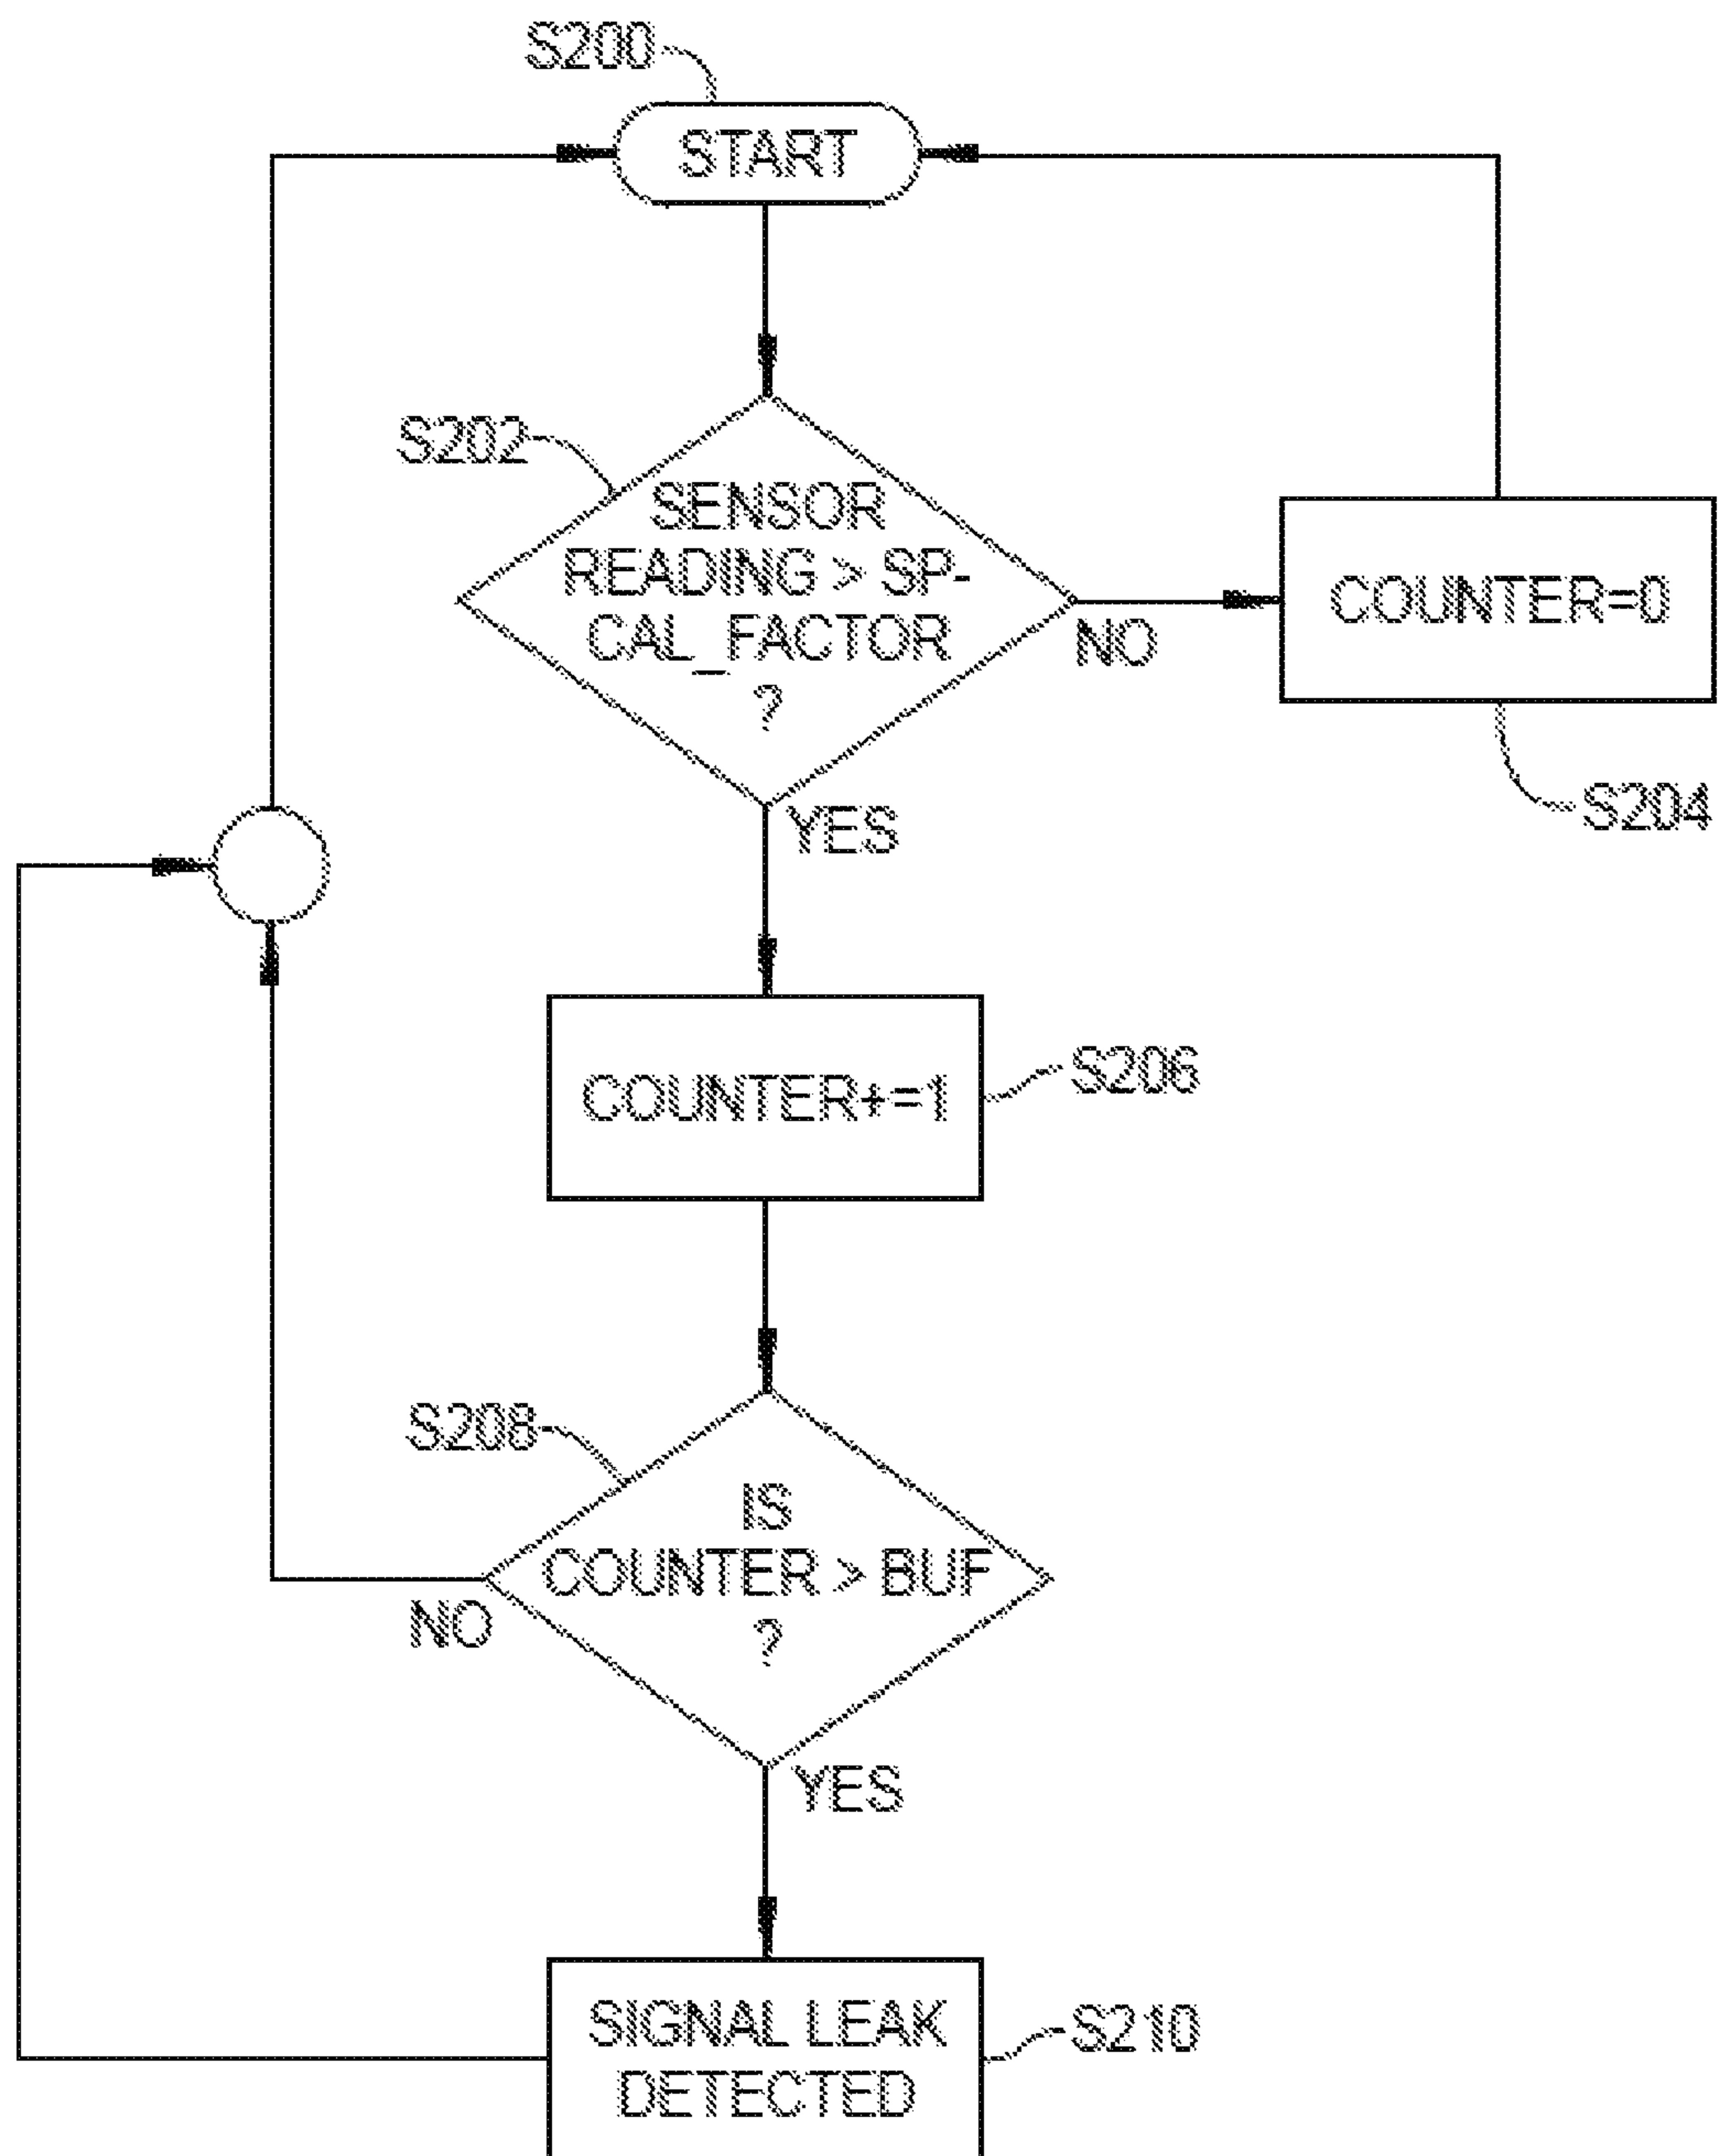 S200
START
S202
SENSOR
READING > SP-
CAL_FACTOR
?
NO
COUNTER=0
S204
YES
COUNTER+=1
S206
S208
IS
COUNTER > BUF
?
NO
YES
SIGNAL LEAK
DETECTED
S210